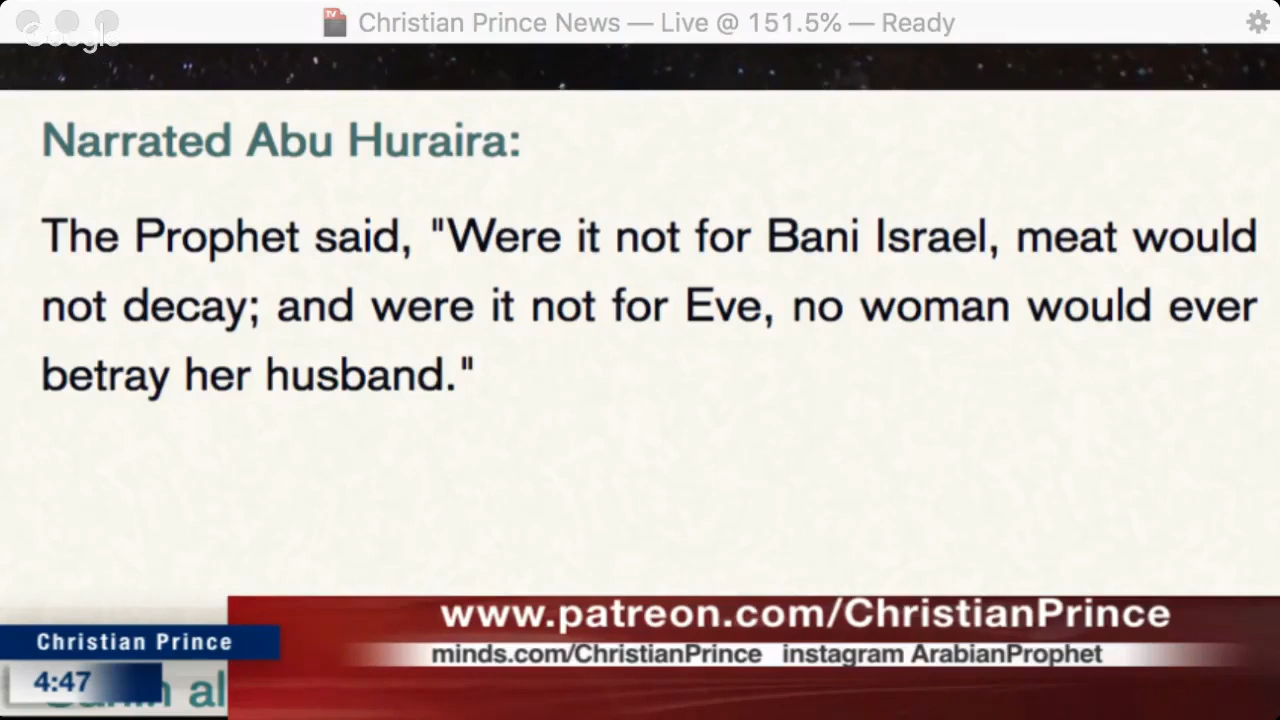 Christian Prince News — Live @ 151.5% — Ready
Google
Narrated Abu Huraira:
The Prophet said, "Were it not for Bani Israel, meat would
not decay; and were it not for Eve, no woman would ever
betray her husband."
www.patreon.com/ChristianPrince
Christian Prince
minds.com/ChristianPrince instagram ArabianProphet
4:47
al